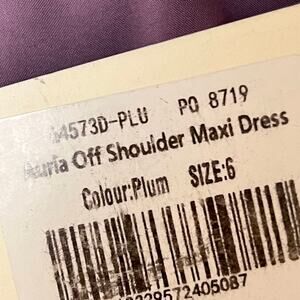 4573D-PLU PO 8719
Auria Off Shoulder Maxi Dress
Colour:Plum SIZE:6